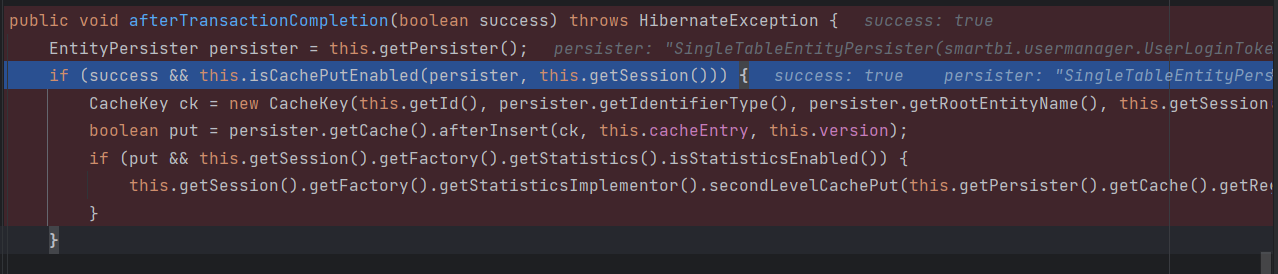 public void afterTransactionCompletion(boolean success) throws HibernateException {   success: true
    EntityPersister persister = this.getPersister();   persister: "SingleTableEntityPersister(smartbi.usermanager.UserLoginToke
    if (success && this.isCachePutEnabled(persister, this.getSession())) {   success: true    persister: "SingleTableEntityPers
        CacheKey ck = new CacheKey(this.getId(), persister.getIdentifierType(), persister.getRootEntityName(), this.getSession
        boolean put = persister.getCache().afterInsert(ck, this.cacheEntry, this.version);
        if (put && this.getSession().getFactory().getStatistics().isStatisticsEnabled()) {
            this.getSession().getFactory().getStatisticsImplementor().secondLevelCachePut(this.getPersister().getCache().getRe
        }
    }